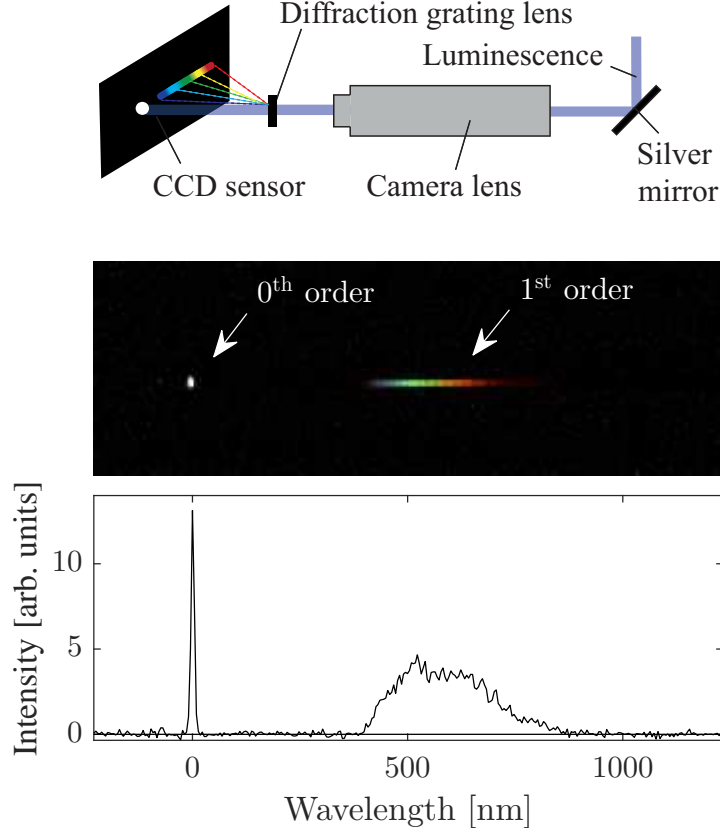 Diffraction grating lens
Luminescence
CCD sensor
Camera lens
Silver
mirror
0th order
1st order
10
5
0
Intensity [arb. units]
0
500
1000
Wavelength [nm]